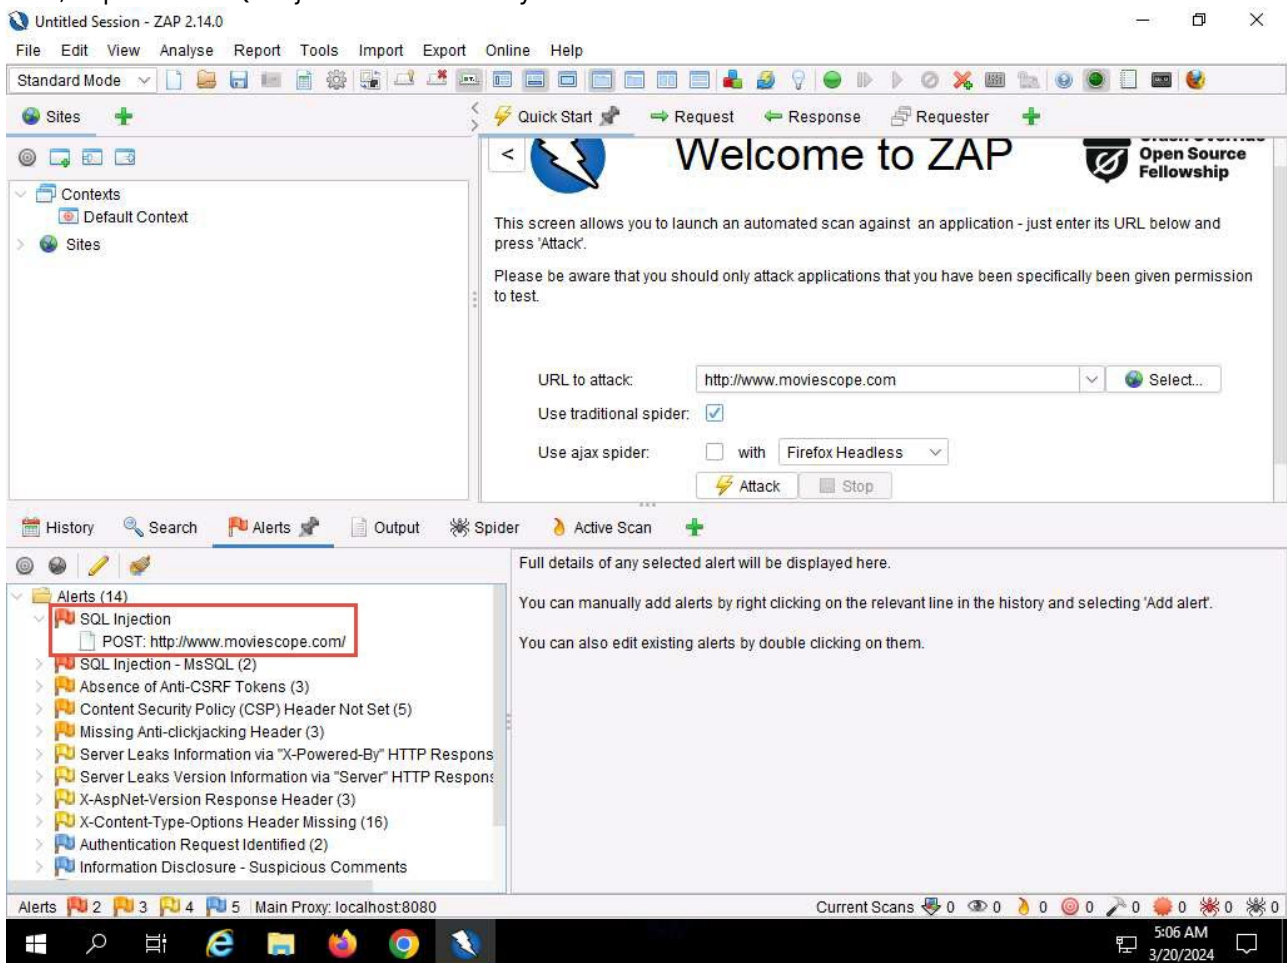 Untitled Session - ZAP 2.14.0
File Edit View Analyse Report Tools Import Export Online Help
Standard Mode
Sites
Quick Start Request Response Requester
Contexts
Default Context
Sites
<
Welcome to ZAP
Open Source
Fellowship
This screen allows you to launch an automated scan against an application - just enter its URL below and
press 'Attack'.
Please be aware that you should only attack applications that you have been specifically been given permission
to test.
URL to attack: http://www.moviescope.com Select...
Use traditional spider:
Use ajax spider: with Firefox Headless
Attack Stop
History Search Alerts Output Spider Active Scan
Full details of any selected alert will be displayed here.
You can manually add alerts by right clicking on the relevant line in the history and selecting 'Add alert'.
You can also edit existing alerts by double clicking on them.
Alerts (14)
SQL Injection
POST: http://www.moviescope.com/
SQL Injection - MsSQL (2)
Absence of Anti-CSRF Tokens (3)
Content Security Policy (CSP) Header Not Set (5)
Missing Anti-clickjacking Header (3)
Server Leaks Information via "X-Powered-By" HTTP Respons
Server Leaks Version Information via "Server" HTTP Respons
X-AspNet-Version Response Header (3)
X-Content-Type-Options Header Missing (16)
Authentication Request Identified (2)
Information Disclosure - Suspicious Comments
Alerts 2 3 4 5 Main Proxy: localhost:8080 Current Scans 0 0 0 0 0 0 0 0
5:06 AM
3/20/2024